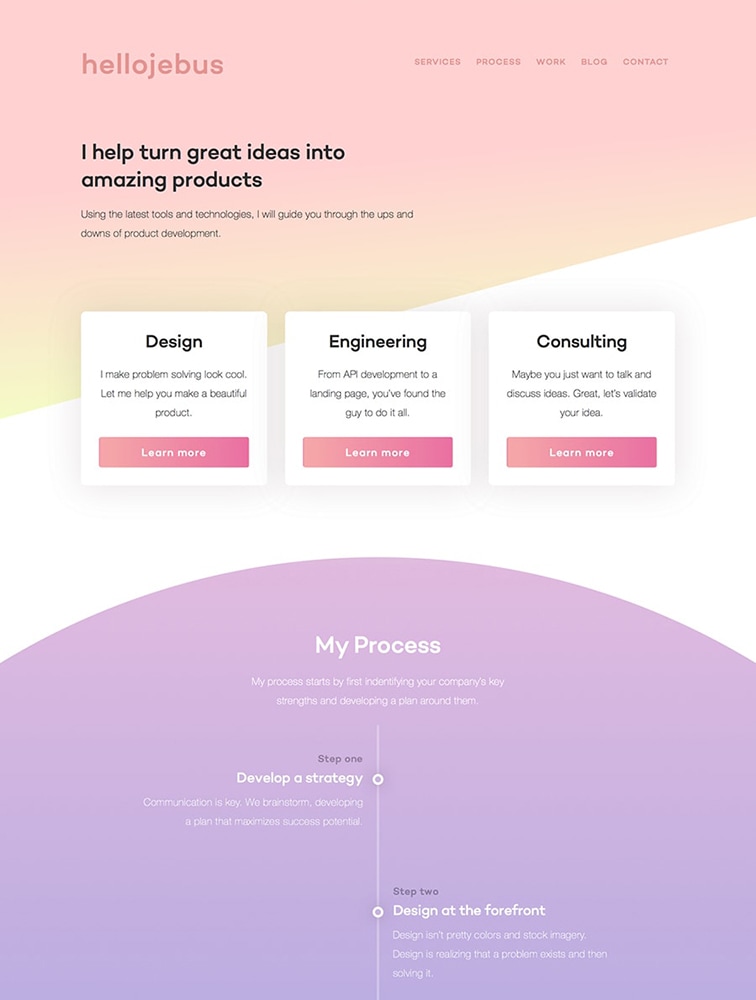 hellojebus
SERVICES PROCESS WORK BLOG CONTACT
I help turn great ideas into
amazing products
Using the latest tools and technologies, I will guide you through the ups and
downs of product development.
Design
I make problem solving look cool.
Let me help you make a beautiful
product.
Learn more
Engineering
From API development to a
landing page, you've found the
guy to do it all.
Learn more
Consulting
Maybe you just want to talk and
discuss ideas. Great, let's validate
your idea.
Learn more
My Process
My process starts by first indentifying your company's key
strengths and developing a plan around them.
Step one
Develop a strategy
Communication is key. We brainstorm, developing
a plan that maximizes success potential.
Step two
Design at the forefront
Design isn't pretty colors and stock imagery.
Design is realizing that a problem exists and then
solving it.